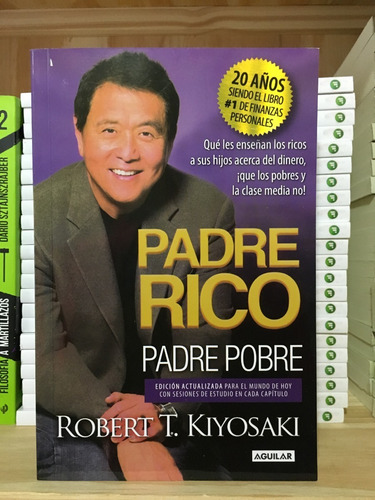 20 AÑOS
SIENDO EL LIBRO
#1 DE FINANZAS
PERSONALES
Qué les enseñan los ricos
a sus hijos acerca del dinero,
¡que los pobres y
la clase media no!
PADRE
RICO
PADRE POBRE
EDICIÓN ACTUALIZADA PARA EL MUNDO DE HOY
CON SESIONES DE ESTUDIO EN CADA CAPÍTULO
ROBERT T. KIYOSAKI
AGUILAR
2
DARIO SZTAJNSZRAJBER
FILOSOFÍA A MARTILLAZOS